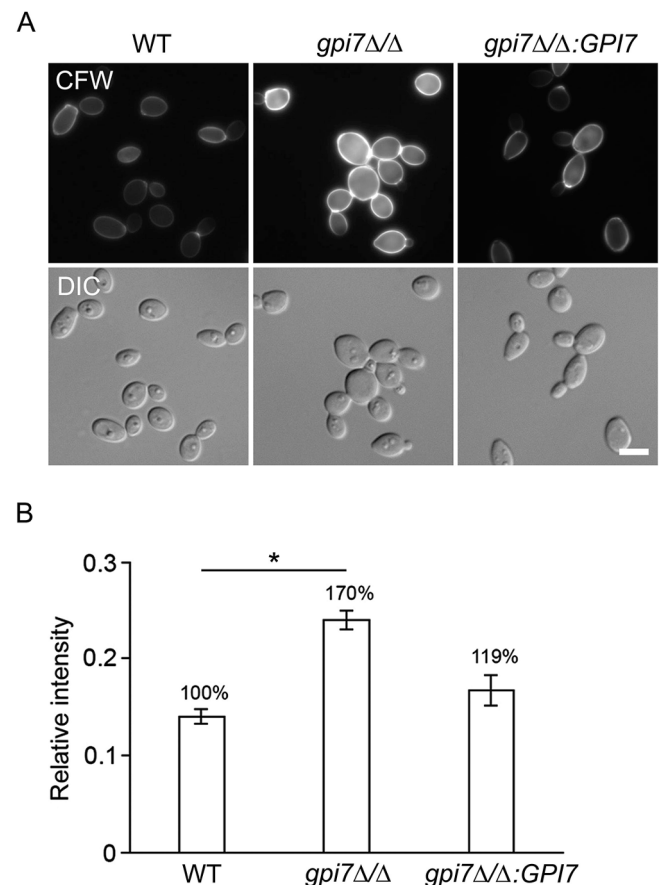 A
WT gpi7Δ/Δ gpi7Δ/Δ:GPI7
CFW
DIC
B
Relative intensity
0.3
0.2
0.1
0
*
100%
170%
119%
WT gpi7Δ/Δ gpi7Δ/Δ:GPI7